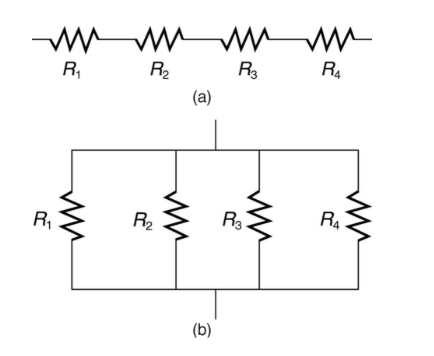 R₁ R₂ R₃ R₄
(a)
R₁ R₂ R₃ R₄
(b)